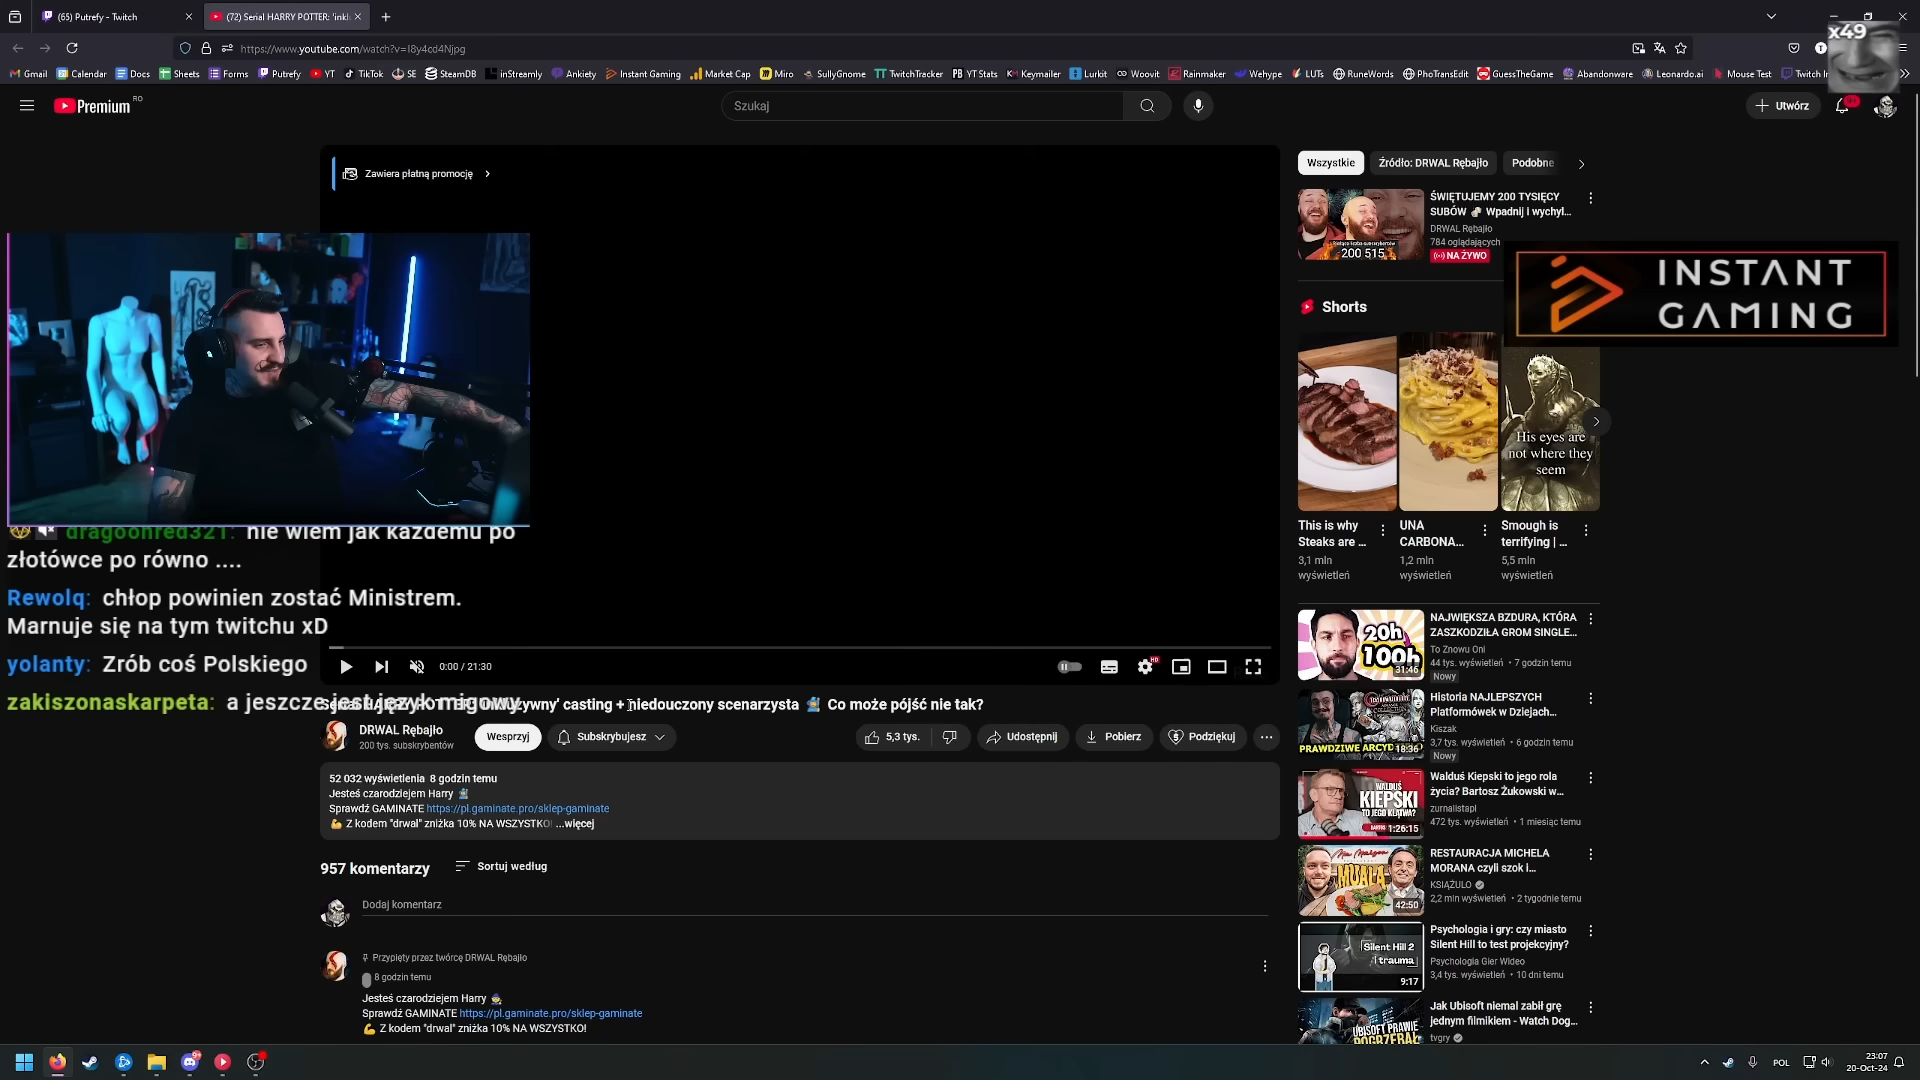 (65) Putrefy - Twitch
(72) Serial HARRY POTTER: 'inkl
https://www.youtube.com/watch?v=I8y4cd4Njpg
Gmail
Calendar
Docs
Sheets
Forms
Putrefy
YT
TikTok
SE
SteamDB
inStreamly
Ankiety
Instant Gaming
Market Cap
Miro
SullyGnome
TwitchTracker
YT Stats
Keymailer
Lurkit
Woovit
Rainmaker
Wehype
LUTs
RuneWords
PhoTransEdit
GuessTheGame
Abandonware
Leonardo.ai
Mouse Test
Twitch In
x49
Premium RO
Szukaj
Utwórz
Zawiera płatną promocję
Wszystkie
Źródło: DRWAL Rębajło
Podobne
ŚWIĘTUJEMY 200 TYSIĘCY
SUBÓW Wpadnij i wychyl...
DRWAL Rębajło
784 oglądających
NA ŻYWO
200 515
INSTANT
GAMING
Shorts
His eyes are
not where they
seem
This is why
Steaks are ...
3,1 mln
wyświetleń
UNA
CARBONA...
1,2 mln
wyświetleń
Smough is
terrifying | ...
5,5 mln
wyświetleń
dragoonred321: nie wiem jak każdemu po
złotówce po równo ....
Rewolq: chłop powinien zostać Ministrem.
Marnuje się na tym twitchu xD
yolanty: Zrób coś Polskiego
zakiszonaskarpeta: a jeszcze jest język migowy
0:00 / 21:30
casting + niedouczony scenarzysta Co może pójść nie tak?
DRWAL Rębajło
200 tys. subskrybentów
Wesprzyj
Subskrybujesz
5,3 tys.
Udostępnij
Pobierz
Podziękuj
52 032 wyświetlenia 8 godzin temu
Jesteś czarodziejem Harry
Sprawdź GAMINATE https://pl.gaminate.pro/sklep-gaminate
Z kodem "drwal" zniżka 10% NA WSZYSTKO! ...więcej
957 komentarzy
Sortuj według
Dodaj komentarz
Przypięty przez twórcę DRWAL Rębajło
8 godzin temu
Jesteś czarodziejem Harry
Sprawdź GAMINATE https://pl.gaminate.pro/sklep-gaminate
Z kodem "drwal" zniżka 10% NA WSZYSTKO!
20h
100h
31:46
NAJWIĘKSZA BZDURA, KTÓRA
ZASZKODZIŁA GROM SINGLE...
To Znowu Oni
44 tys. wyświetleń • 7 godzin temu
Nowy
PRAWDZIWE ARCYD
18:36
Historia NAJLEPSZYCH
Platformówek w Dziejach...
Kiszak
3,7 tys. wyświetleń • 6 godzin temu
Nowy
WALDUŚ
KIEPSKI
TO JEGO KLĄTWA?
1:26:15
Walduś Kiepski to jego rola
życia? Bartosz Żukowski w...
zurnalistapl
472 tys. wyświetleń • 1 miesiąc temu
MUALA
42:50
RESTAURACJA MICHELA
MORANA czyli szok i...
KSIĄŻULO
2,2 mln wyświetleń • 2 tygodnie temu
Silent Hill 2
trauma
9:17
Psychologia i gry: czy miasto
Silent Hill to test projekcyjny?
Psychologia Gier Wideo
3,4 tys. wyświetleń • 10 dni temu
UBISOFT PRAWIE
POGRZEBAŁ
Jak Ubisoft niemal zabił grę
jednym filmikiem - Watch Dog...
tvgry
POL
23:07
20-Oct-24